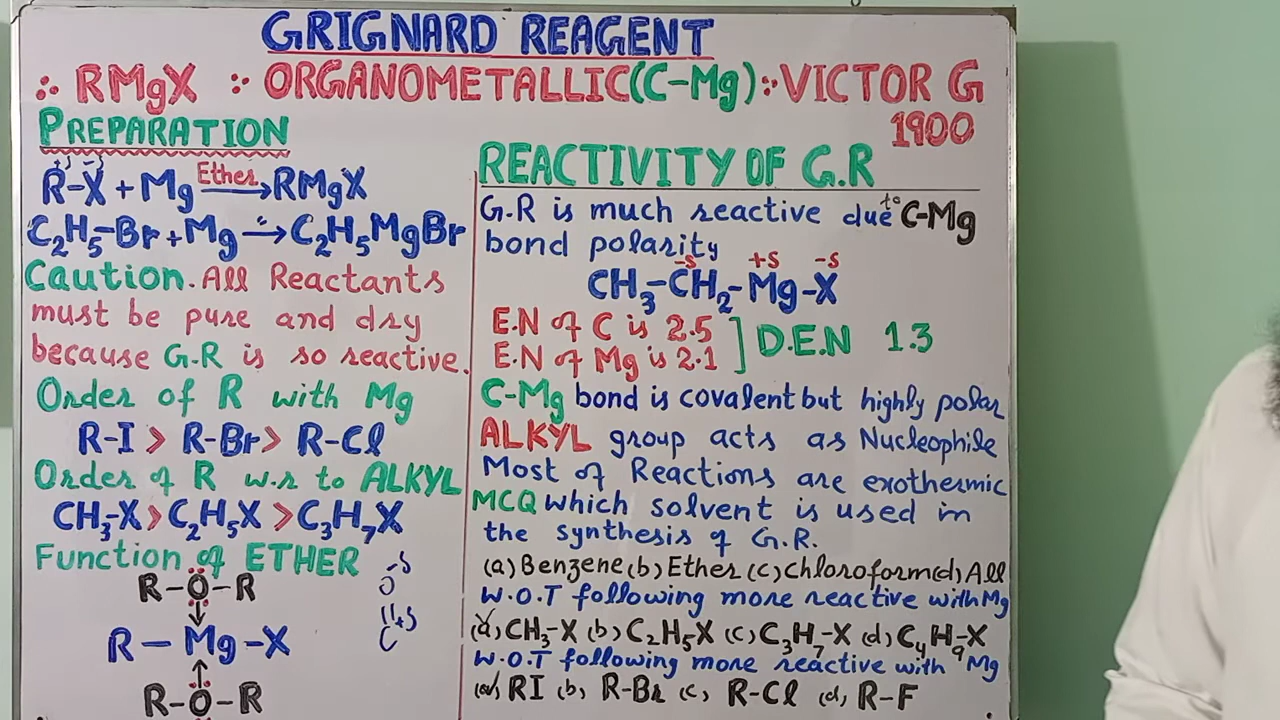 GRIGNARD REAGENT
∴ RMgX :- ORGANOMETALLIC (C-Mg) :- VICTOR G
1900
PREPARATION
+δ -δ
R-X + Mg Ether → RMgX
C₂H₅-Br + Mg → C₂H₅MgBr
Caution. All Reactants
must be pure and dry
because G.R is so reactive.
Order of R with Mg
R-I > R-Br > R-Cl
Order of R w.r to ALKYL
CH₃-X > C₂H₅X > C₃H₇X
Function of ETHER
R-O-R
R-Mg-X
R-O-R
-δ
O
||+δ
C
REACTIVITY OF G.R
G.R is much reactive due to C-Mg
bond polarity
-δ +δ -δ
CH₃-CH₂-Mg-X
E.N of C is 2.5
E.N of Mg is 2.1
] D.E.N 1.3
C-Mg bond is covalent but highly polar
ALKYL group acts as Nucleophile
Most of Reactions are exothermic
MCQ which solvent is used in
the synthesis of G.R.
(a) Benzene (b) Ether (c) Chloroform (d) All
W.O.T following more reactive with Mg
(a) CH₃-X (b) C₂H₅X (c) C₃H₇-X (d) C₄H₉-X
W.O.T following more reactive with Mg
(a) RI (b) R-Br (c) R-Cl (d) R-F